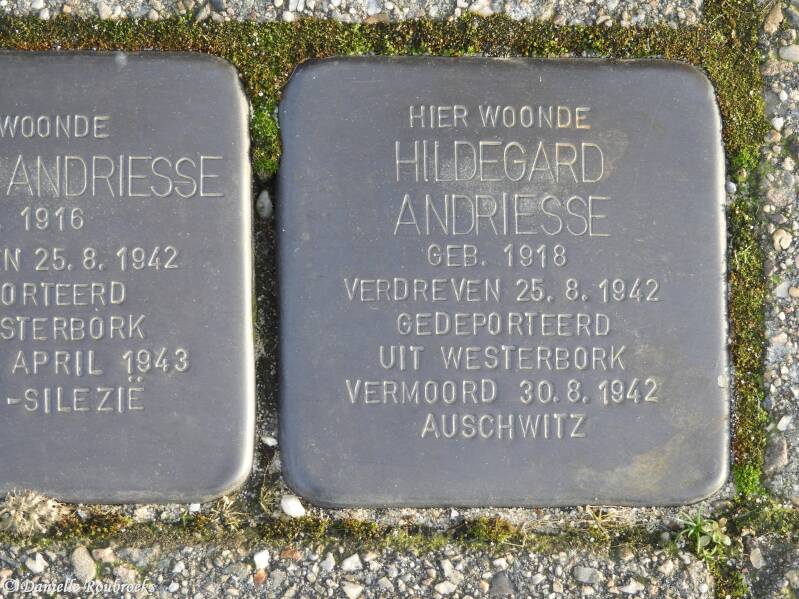 WOONDE
ANDRIESSE
1916
25.8.1942
ORTEERD
STERBORK
APRIL 1943
-SILEZIË
HIER WOONDE
HILDEGARD
ANDRIESSE
GEB. 1918
VERDREVEN 25.8.1942
GEDEPORTEERD
UIT WESTERBORK
VERMOORD 30.8.1942
AUSCHWITZ
© Danielle Roubroeks